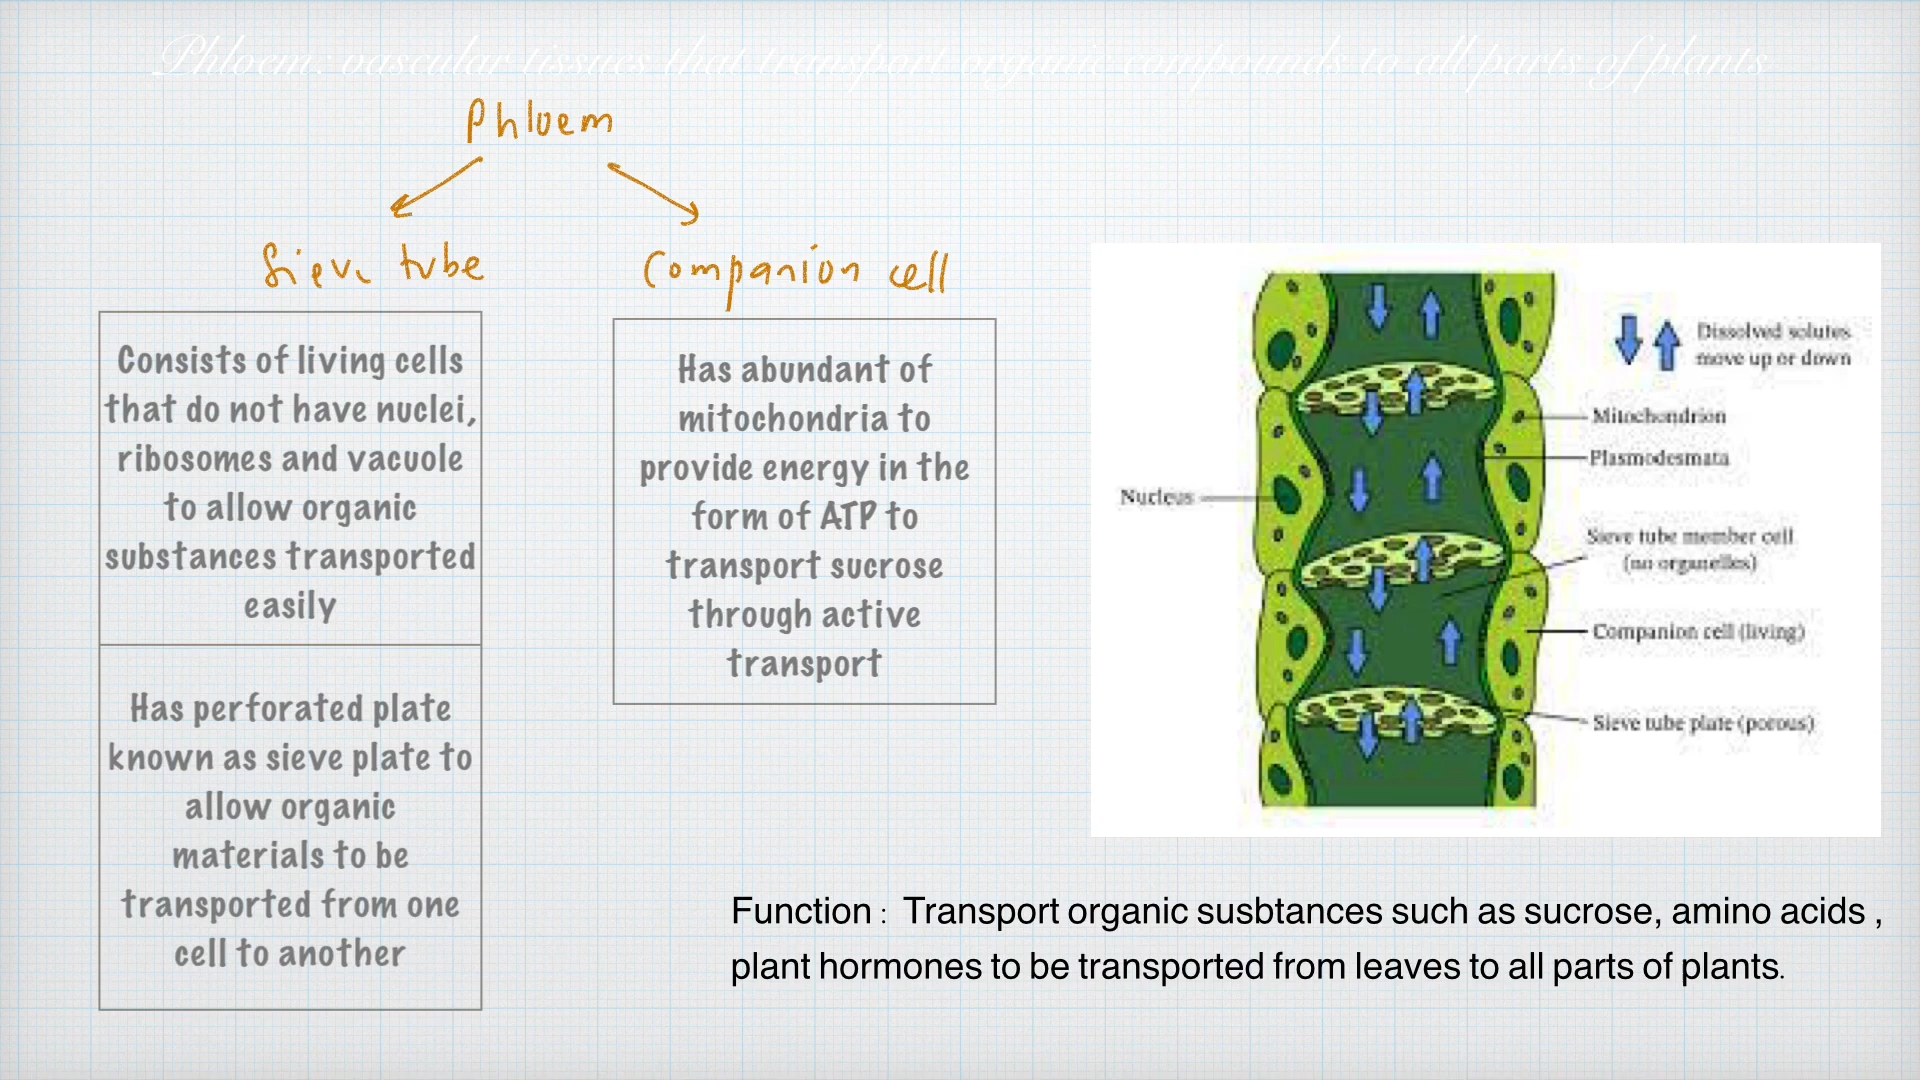 Phloem: vascular tissues that transport organic compounds to all parts of plants
Phloem
Sieve tube
Companion cell
Consists of living cells
that do not have nuclei,
ribosomes and vacuole
to allow organic
substances transported
easily
Has perforated plate
known as sieve plate to
allow organic
materials to be
transported from one
cell to another
Has abundant of
mitochondria to
provide energy in the
form of ATP to
transport sucrose
through active
transport
Dissolved solutes
move up or down
Mitochondrion
Plasmodesmata
Nucleus
Sieve tube member cell
(no organelles)
Companion cell (living)
Sieve tube plate (porous)
Function : Transport organic susbtances such as sucrose, amino acids ,
plant hormones to be transported from leaves to all parts of plants.